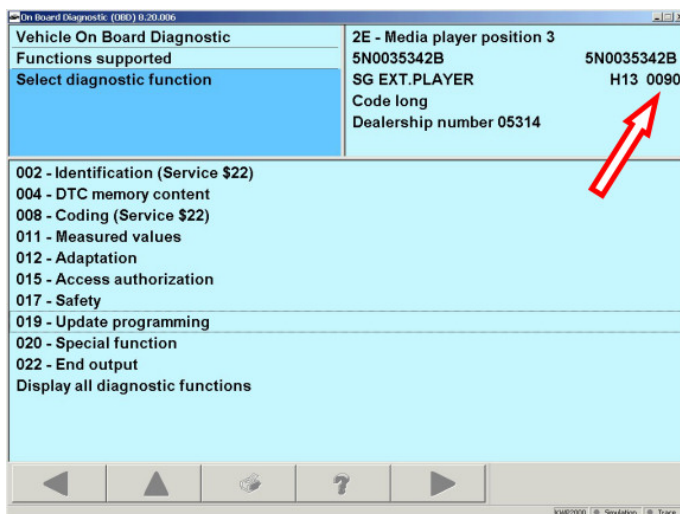 On Board Diagnostic (OBD) 8.20.006
Vehicle On Board Diagnostic
Functions supported
Select diagnostic function
2E - Media player position 3
5N0035342B 5N0035342B
SG EXT.PLAYER H13 0090
Code long
Dealership number 05314
002 - Identification (Service $22)
004 - DTC memory content
008 - Coding (Service $22)
011 - Measured values
012 - Adaptation
015 - Access authorization
017 - Safety
019 - Update programming
020 - Special function
022 - End output
Display all diagnostic functions
?
KWP2000 Simulation Trace